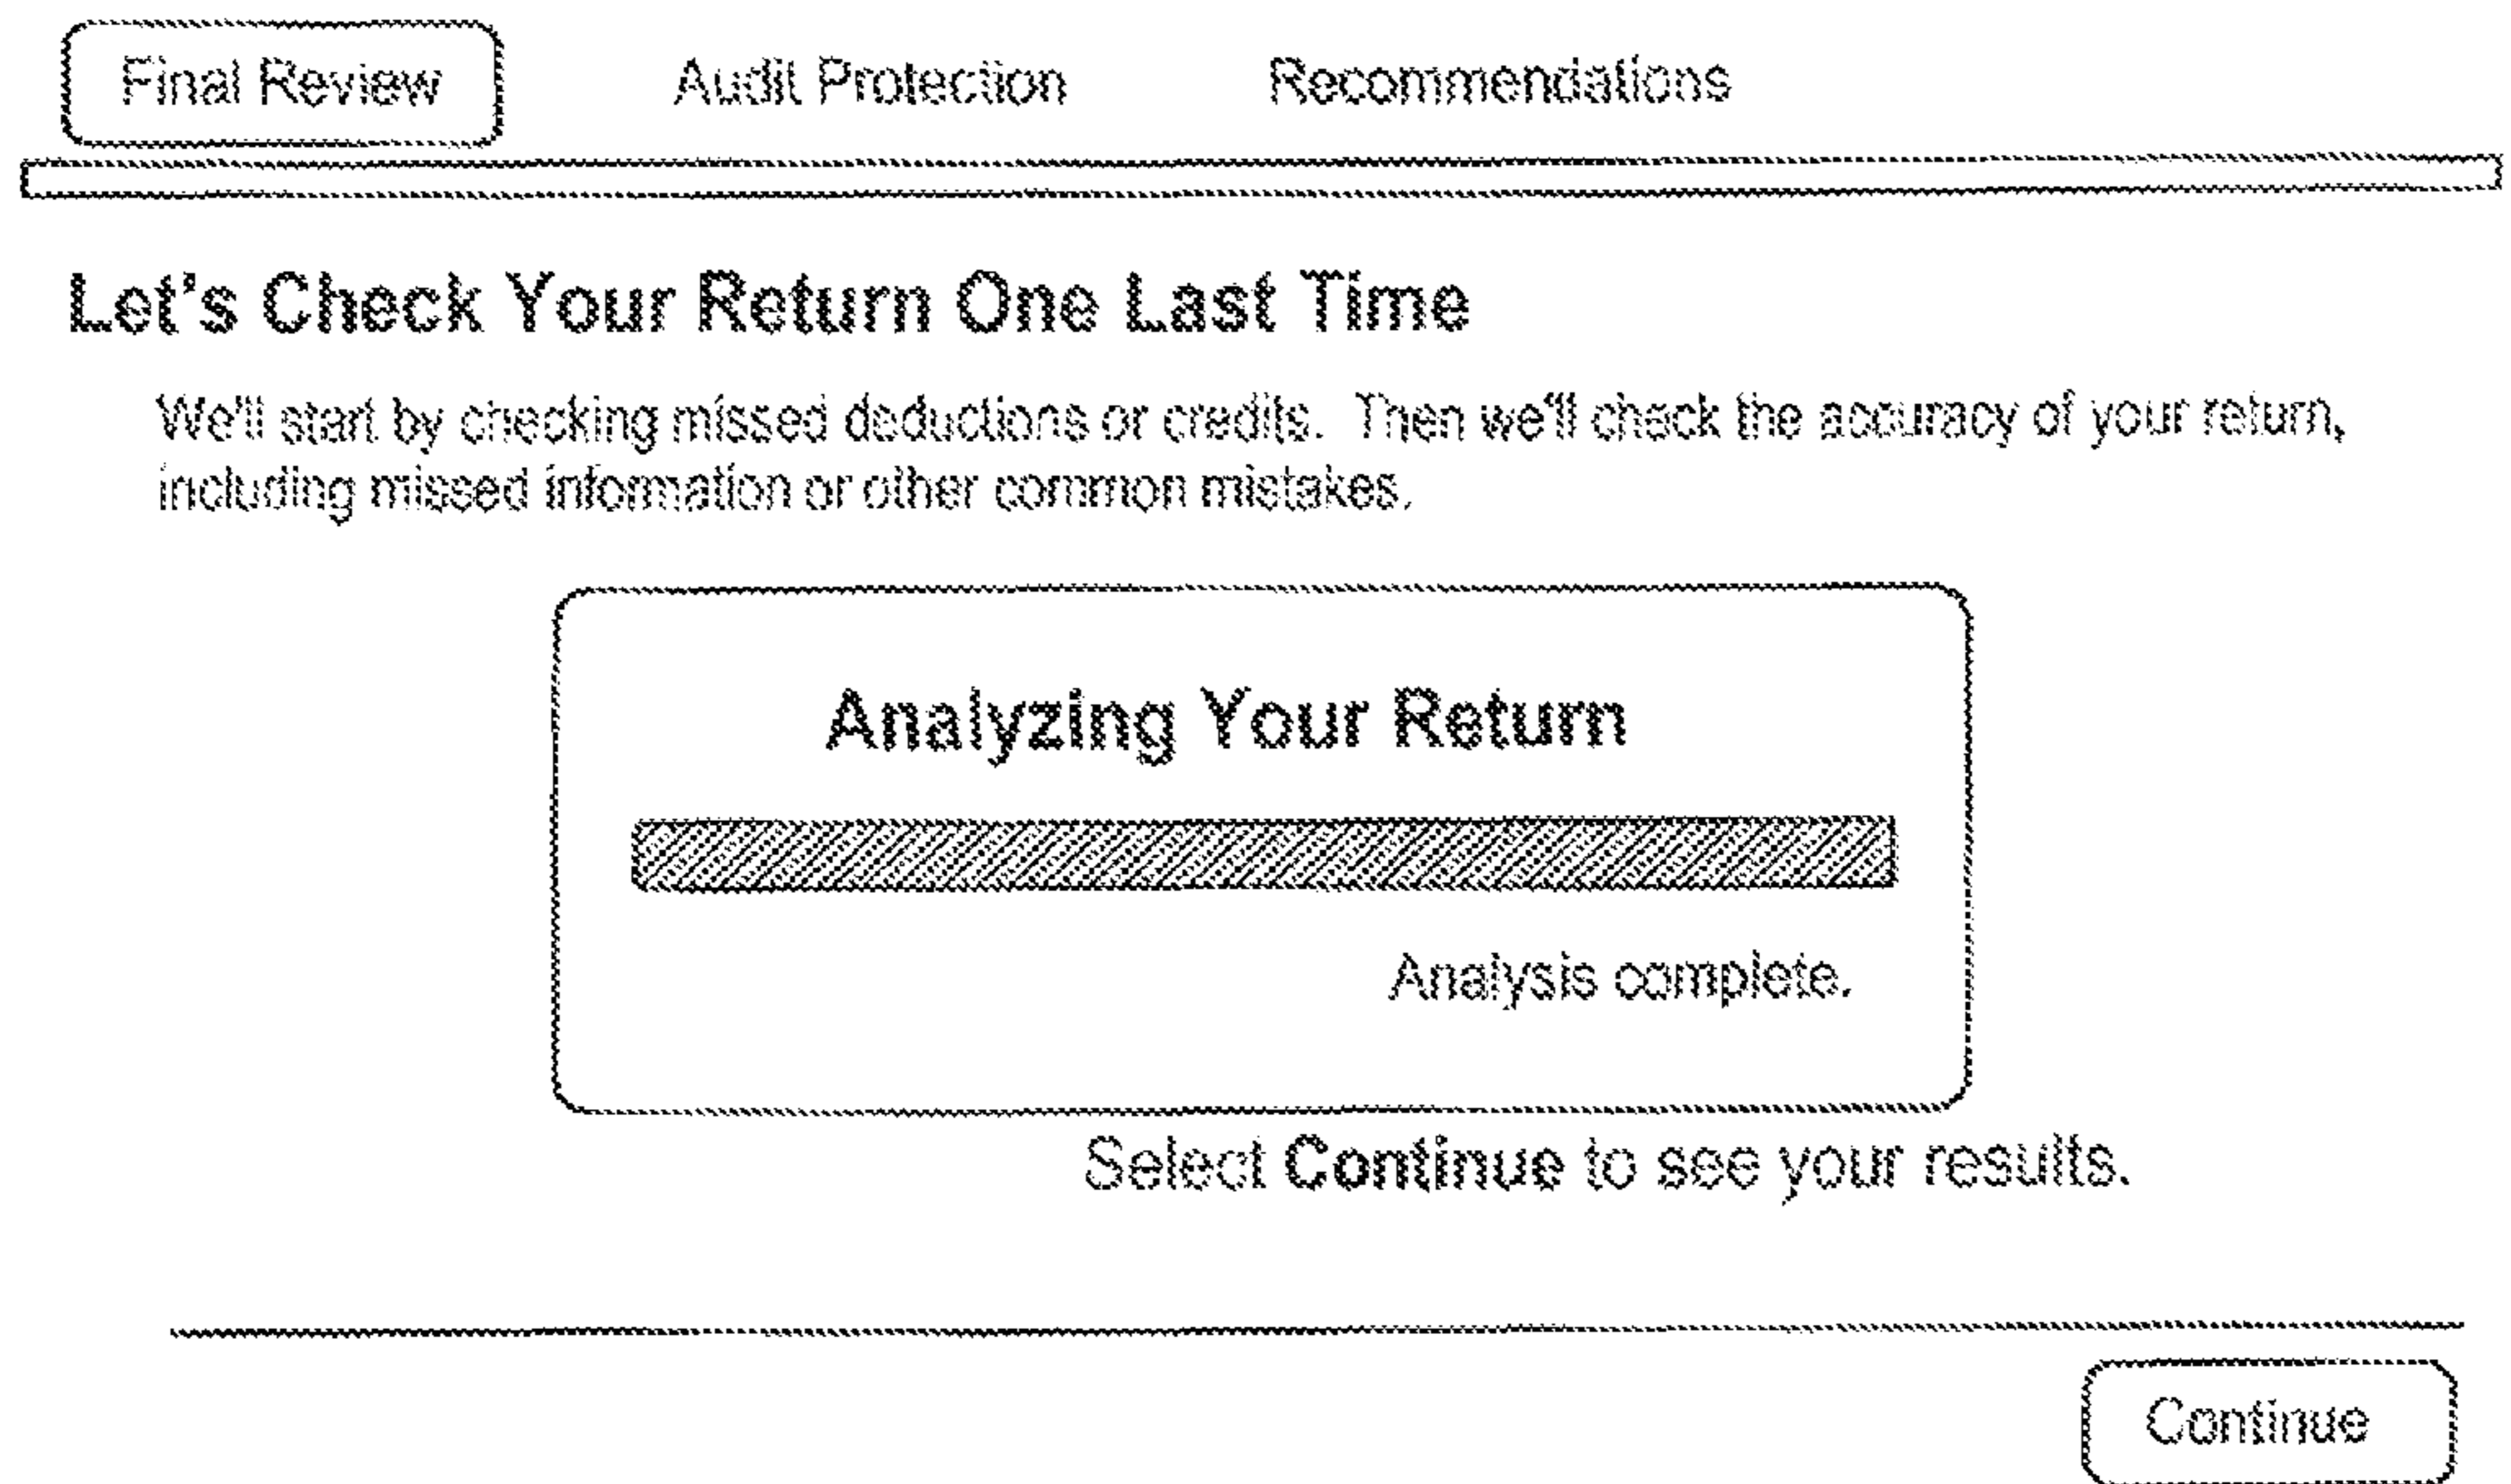 Final Review Audit Protection Recommendations
Let's Check Your Return One Last Time
We'll start by checking missed deductions or credits. Then we'll check the accuracy of your return,
including missed information or other common mistakes.
Analyzing Your Return
Analysis complete.
Select Continue to see your results.
Continue